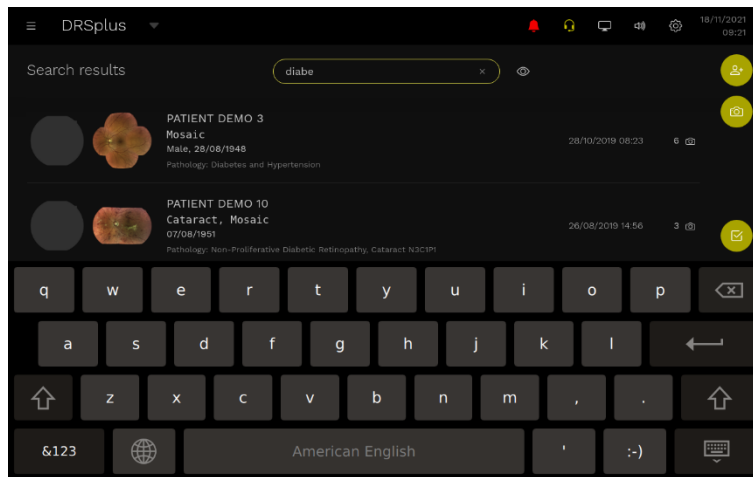 DRSplus
18/11/2021
09:21
Search results
diabe
PATIENT DEMO 3
Mosaic
Male, 28/08/1948
Pathology: Diabetes and Hypertension
28/10/2019 08:23
6
PATIENT DEMO 10
Cataract, Mosaic
07/08/1951
Pathology: Non-Proliferative Diabetic Retinopathy, Cataract N3C1P1
26/08/2019 14:56
3
q w e r t y u i o p
a s d f g h j k l
z x c v b n m , .
&123 American English ' :-)